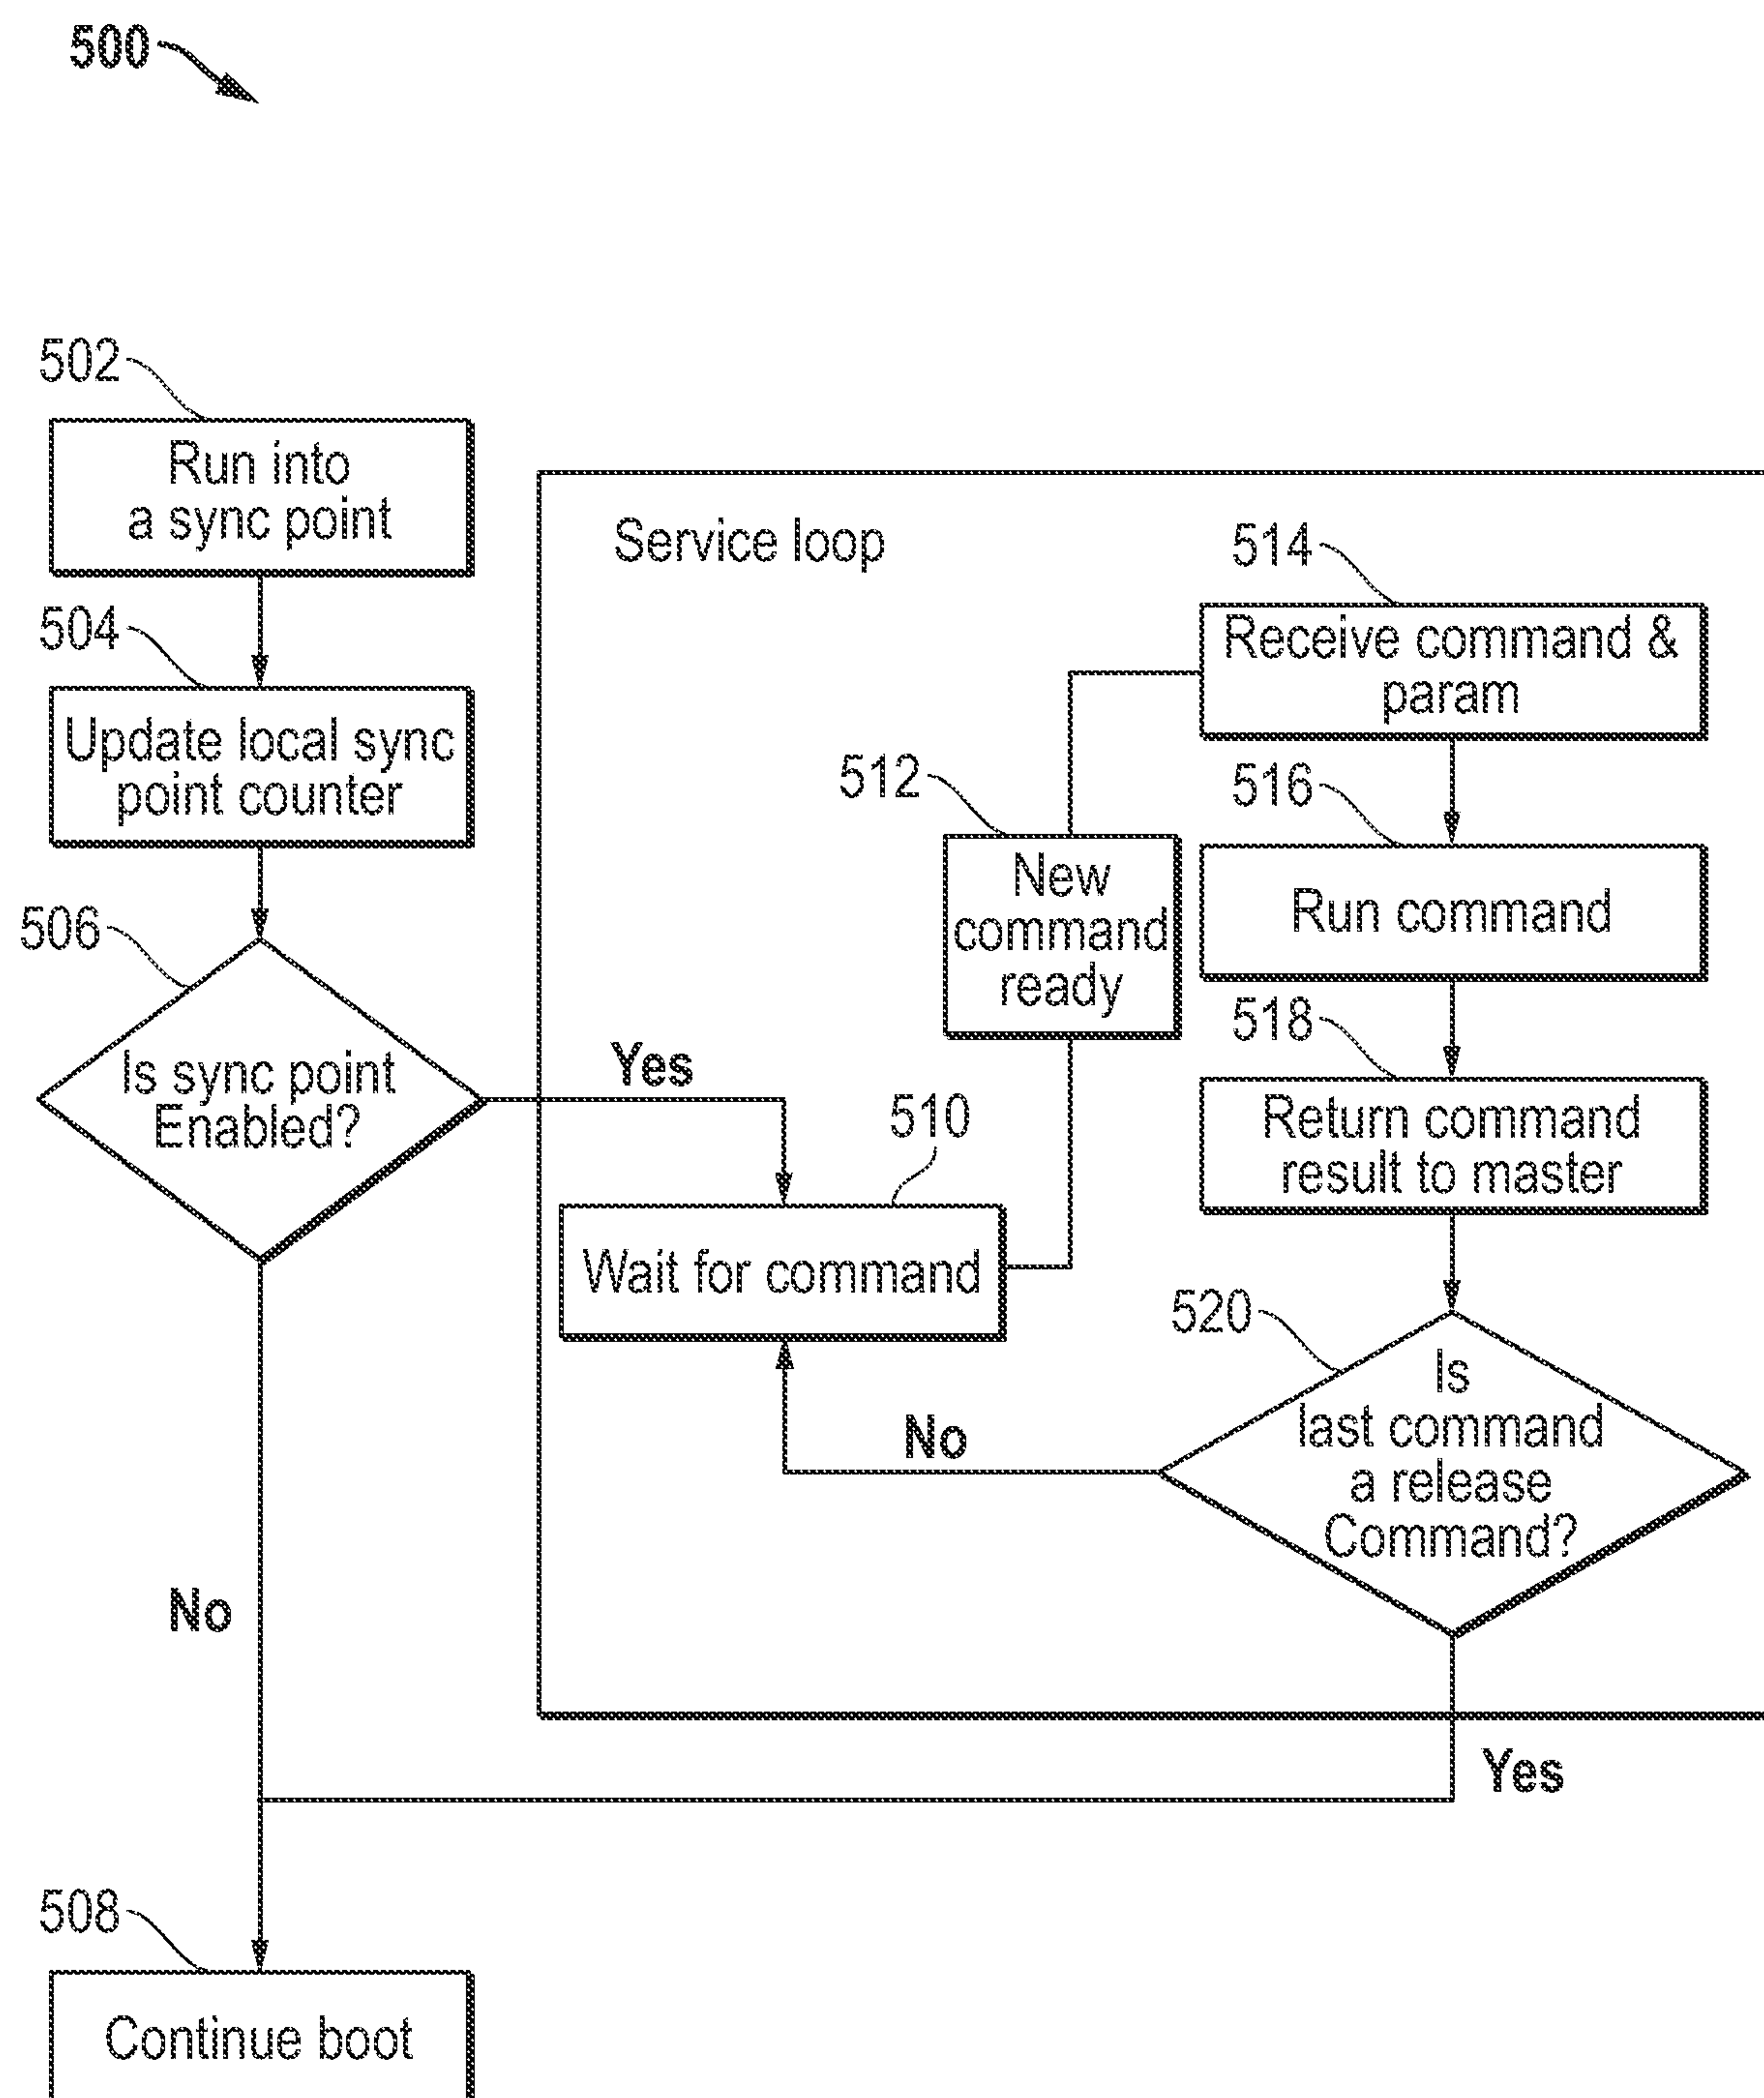 500
502
Run into
a sync point
504
Update local sync
point counter
506
Is sync point
Enabled?
Yes
No
508
Continue boot
Service loop
510
Wait for command
512
New
command
ready
514
Receive command &
param
516
Run command
518
Return command
result to master
520
Is
last command
a release
Command?
No
Yes